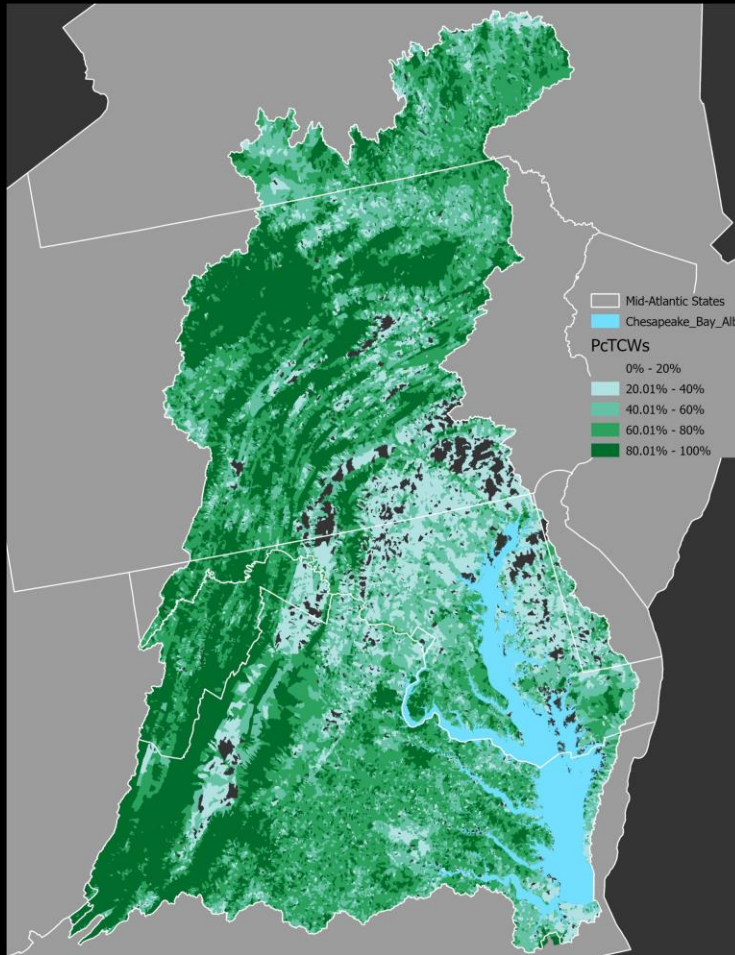 Mid-Atlantic States
Chesapeake_Bay_Alb
PcTCWs
0% - 20%
20.01% - 40%
40.01% - 60%
60.01% - 80%
80.01% - 100%